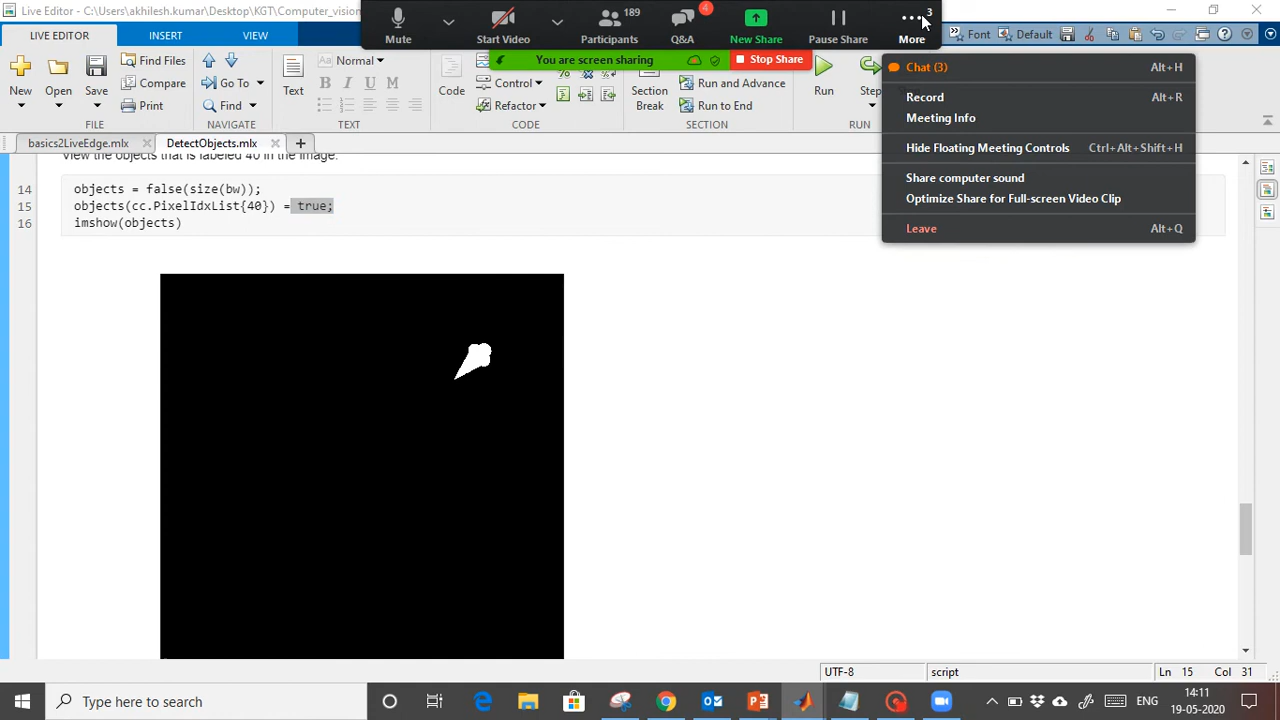 Live Editor - C:\Users\akhilesh.kumar\Desktop\KGT\Computer_vision
189
4
3
Mute
Start Video
Participants
Q&A
New Share
Pause Share
More
LIVE EDITOR
INSERT
VIEW
Font
Default
You are screen sharing
Stop Share
New
Open
Save
Find Files
Compare
Print
Go To
Find
Text
Aa Normal
B I U M
Code
Control
Refactor
Section
Break
Run and Advance
Run to End
Run
Step
FILE
NAVIGATE
TEXT
CODE
SECTION
RUN
Chat (3) Alt+H
Record Alt+R
Meeting Info
Hide Floating Meeting Controls Ctrl+Alt+Shift+H
Share computer sound
Optimize Share for Full-screen Video Clip
Leave Alt+Q
basics2LiveEdge.mlx
DetectObjects.mlx
View the objects that is labeled 40 in the image.
14 objects = false(size(bw));
15 objects(cc.PixelIdxList{40}) = true;
16 imshow(objects)
UTF-8
script
Ln 15 Col 31
Type here to search
ENG
14:11
19-05-2020